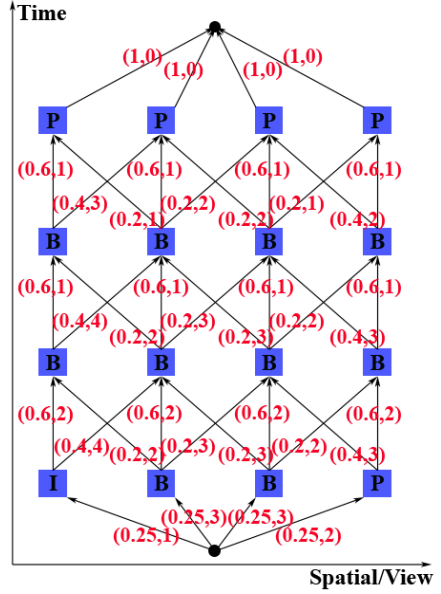 Time
(1,0) (1,0)
(1,0) (1,0)
P P P P
(0.6,1) (0.6,1) (0.6,1) (0.6,1)
(0.4,3) (0.2,2) (0.2,1)
(0.2,1) (0.2,2) (0.4,2)
B B B B
(0.6,1) (0.6,1) (0.6,1) (0.6,1)
(0.4,4) (0.2,3) (0.2,2)
(0.2,2) (0.2,3) (0.4,3)
B B B B
(0.6,2) (0.6,2) (0.6,2) (0.6,2)
(0.4,4) (0.2,3) (0.2,2)
(0.2,2) (0.2,3) (0.4,3)
I B B P
(0.25,3) (0.25,3)
(0.25,1) (0.25,2)
Spatial/View